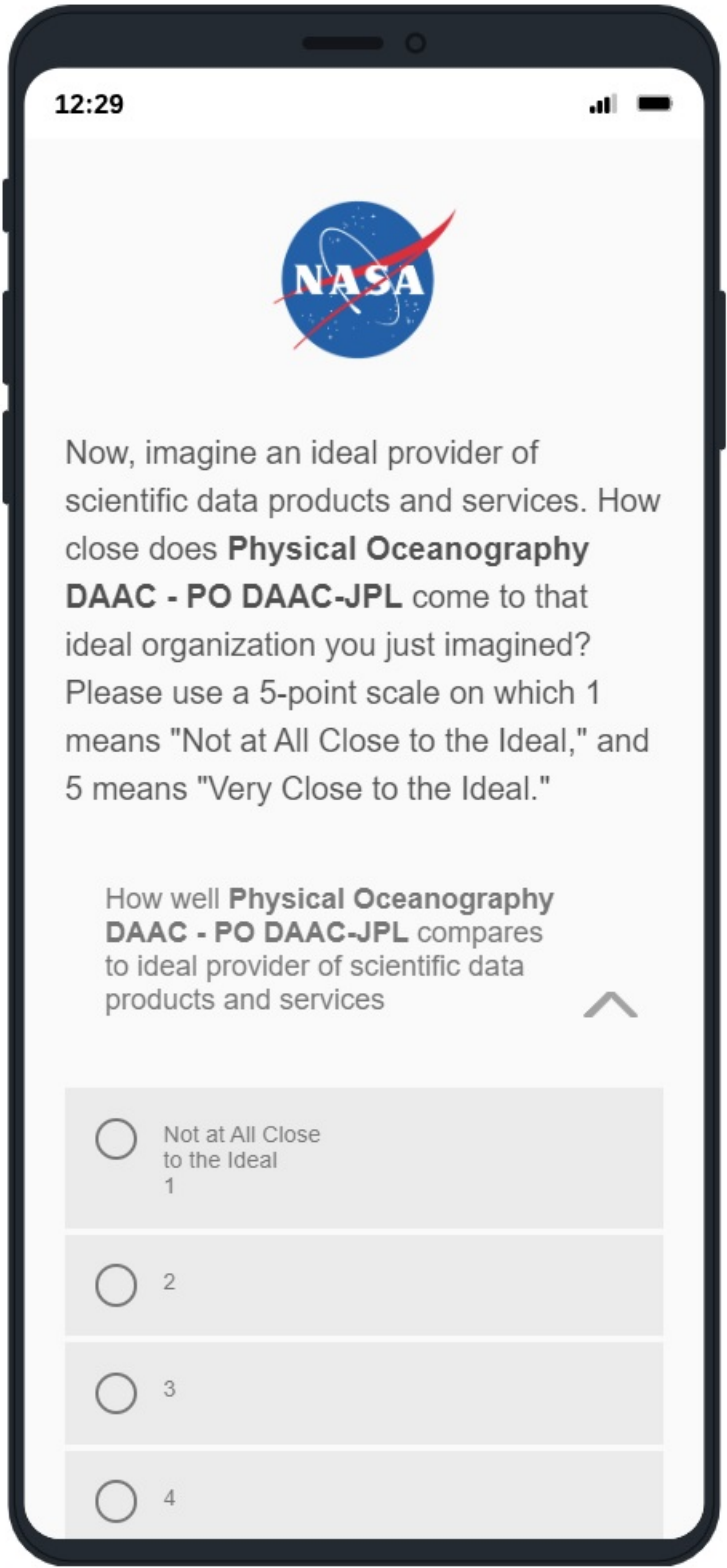 12:29
NASA
Now, imagine an ideal provider of
scientific data products and services. How
close does Physical Oceanography
DAAC - PO DAAC-JPL come to that
ideal organization you just imagined?
Please use a 5-point scale on which 1
means "Not at All Close to the Ideal," and
5 means "Very Close to the Ideal."
How well Physical Oceanography
DAAC - PO DAAC-JPL compares
to ideal provider of scientific data
products and services
Not at All Close
to the Ideal
1
2
3
4